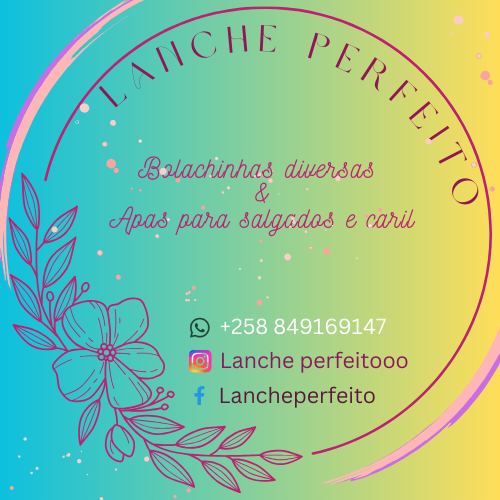 LANCHE PERFEITO
Bolachinhas diversas
&
Apas para salgados e caril
+258 849169147
Lanche perfeitooo
Lancheperfeito